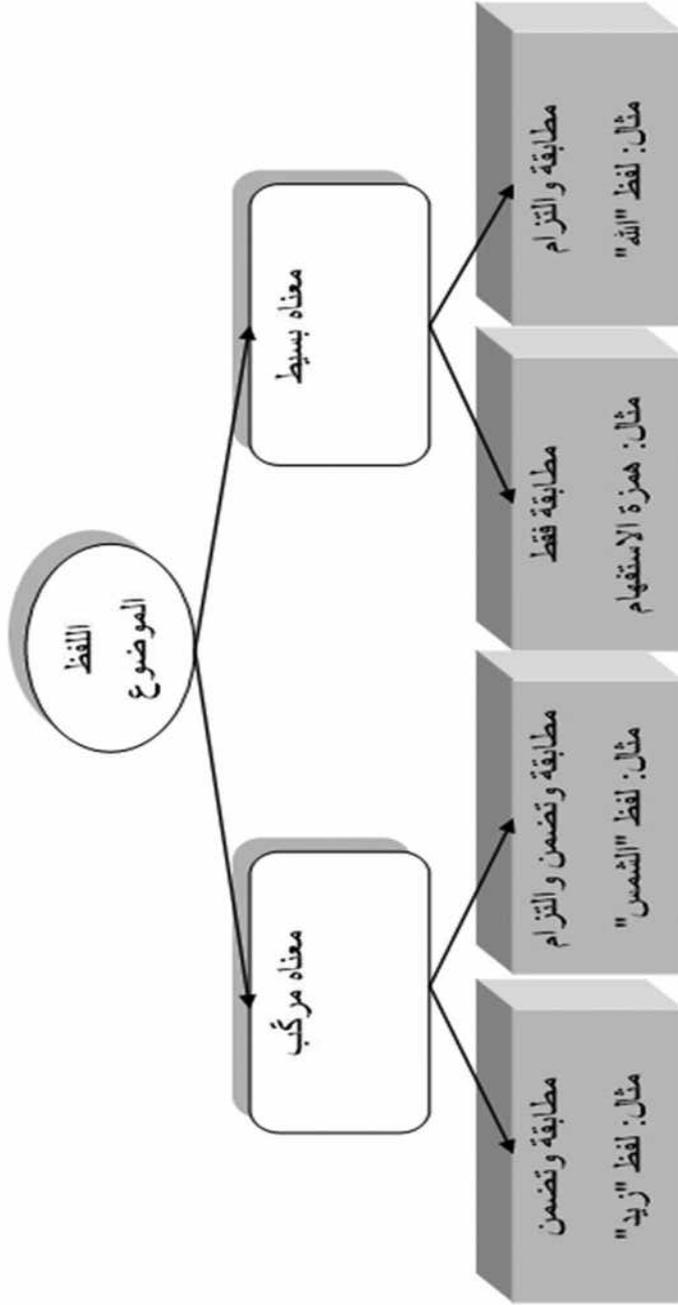 اللفظ
الموضوع
معناه بسيط
معناه مركَّب
مطابقة والتزام
مثال: لفظ "الله"
مطابقة فقط
مثال: همزة الاستفهام
مطابقة وتضمن والتزام
مثال: لفظ "الشمس"
مطابقة وتضمن
مثال: لفظ "زيد"